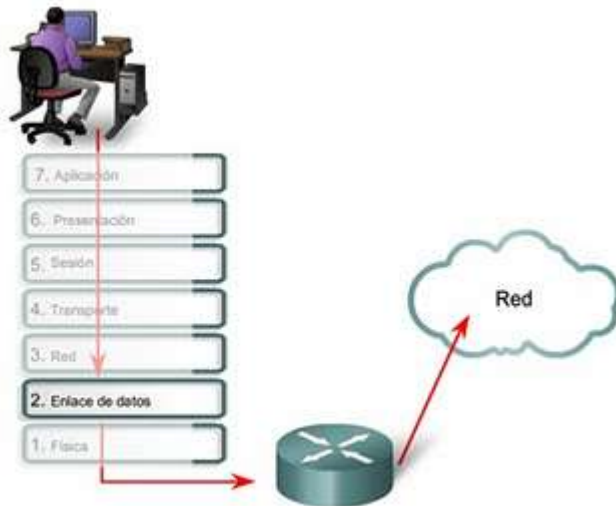 7. Aplicación
6. Presentación
5. Sesión
4. Transporte
3. Red
2. Enlace de datos
1. Física
Red